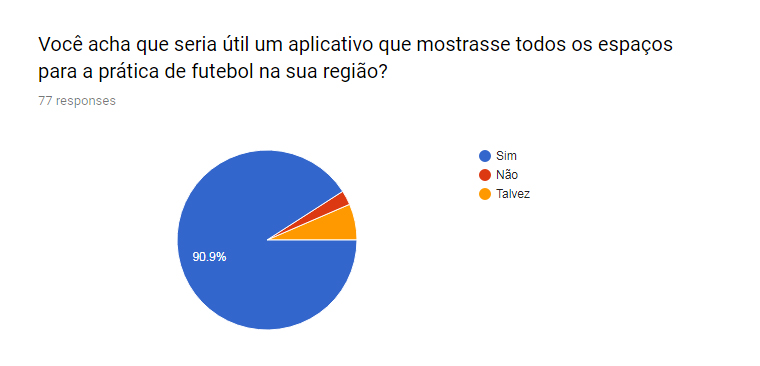 Você acha que seria útil um aplicativo que mostrasse todos os espaços
para a prática de futebol na sua região?
77 responses
Sim
Não
Talvez
90.9%